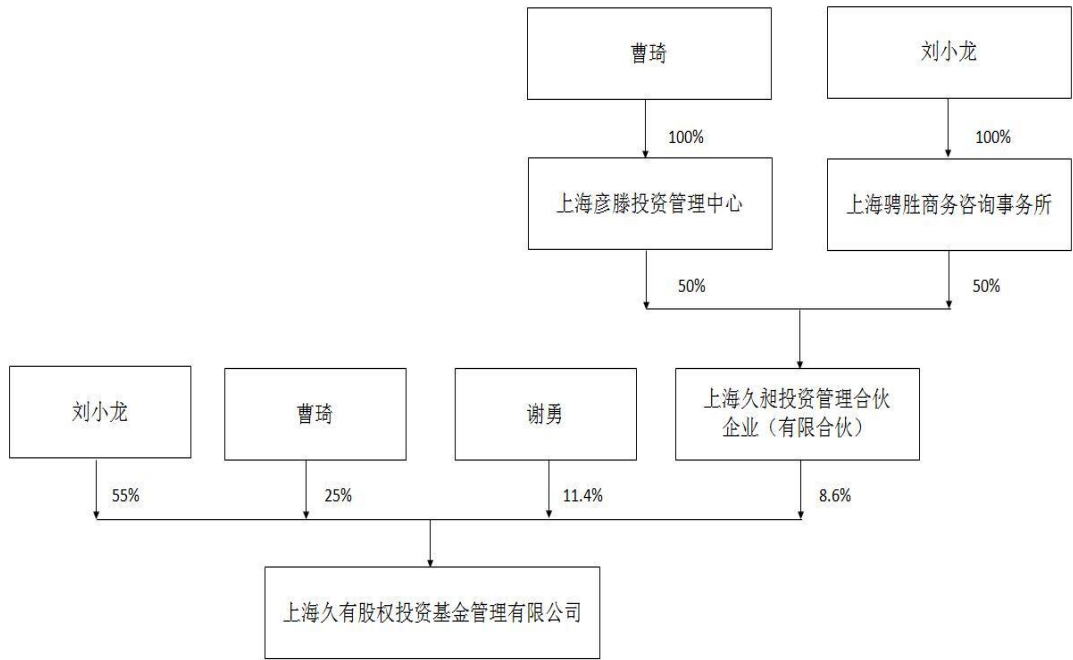 曹琦
刘小龙
100%
100%
上海彦滕投资管理中心
上海骋胜商务咨询事务所
50%
50%
刘小龙
曹琦
谢勇
上海久昶投资管理合伙
企业（有限合伙）
55%
25%
11.4%
8.6%
上海久有股权投资基金管理有限公司